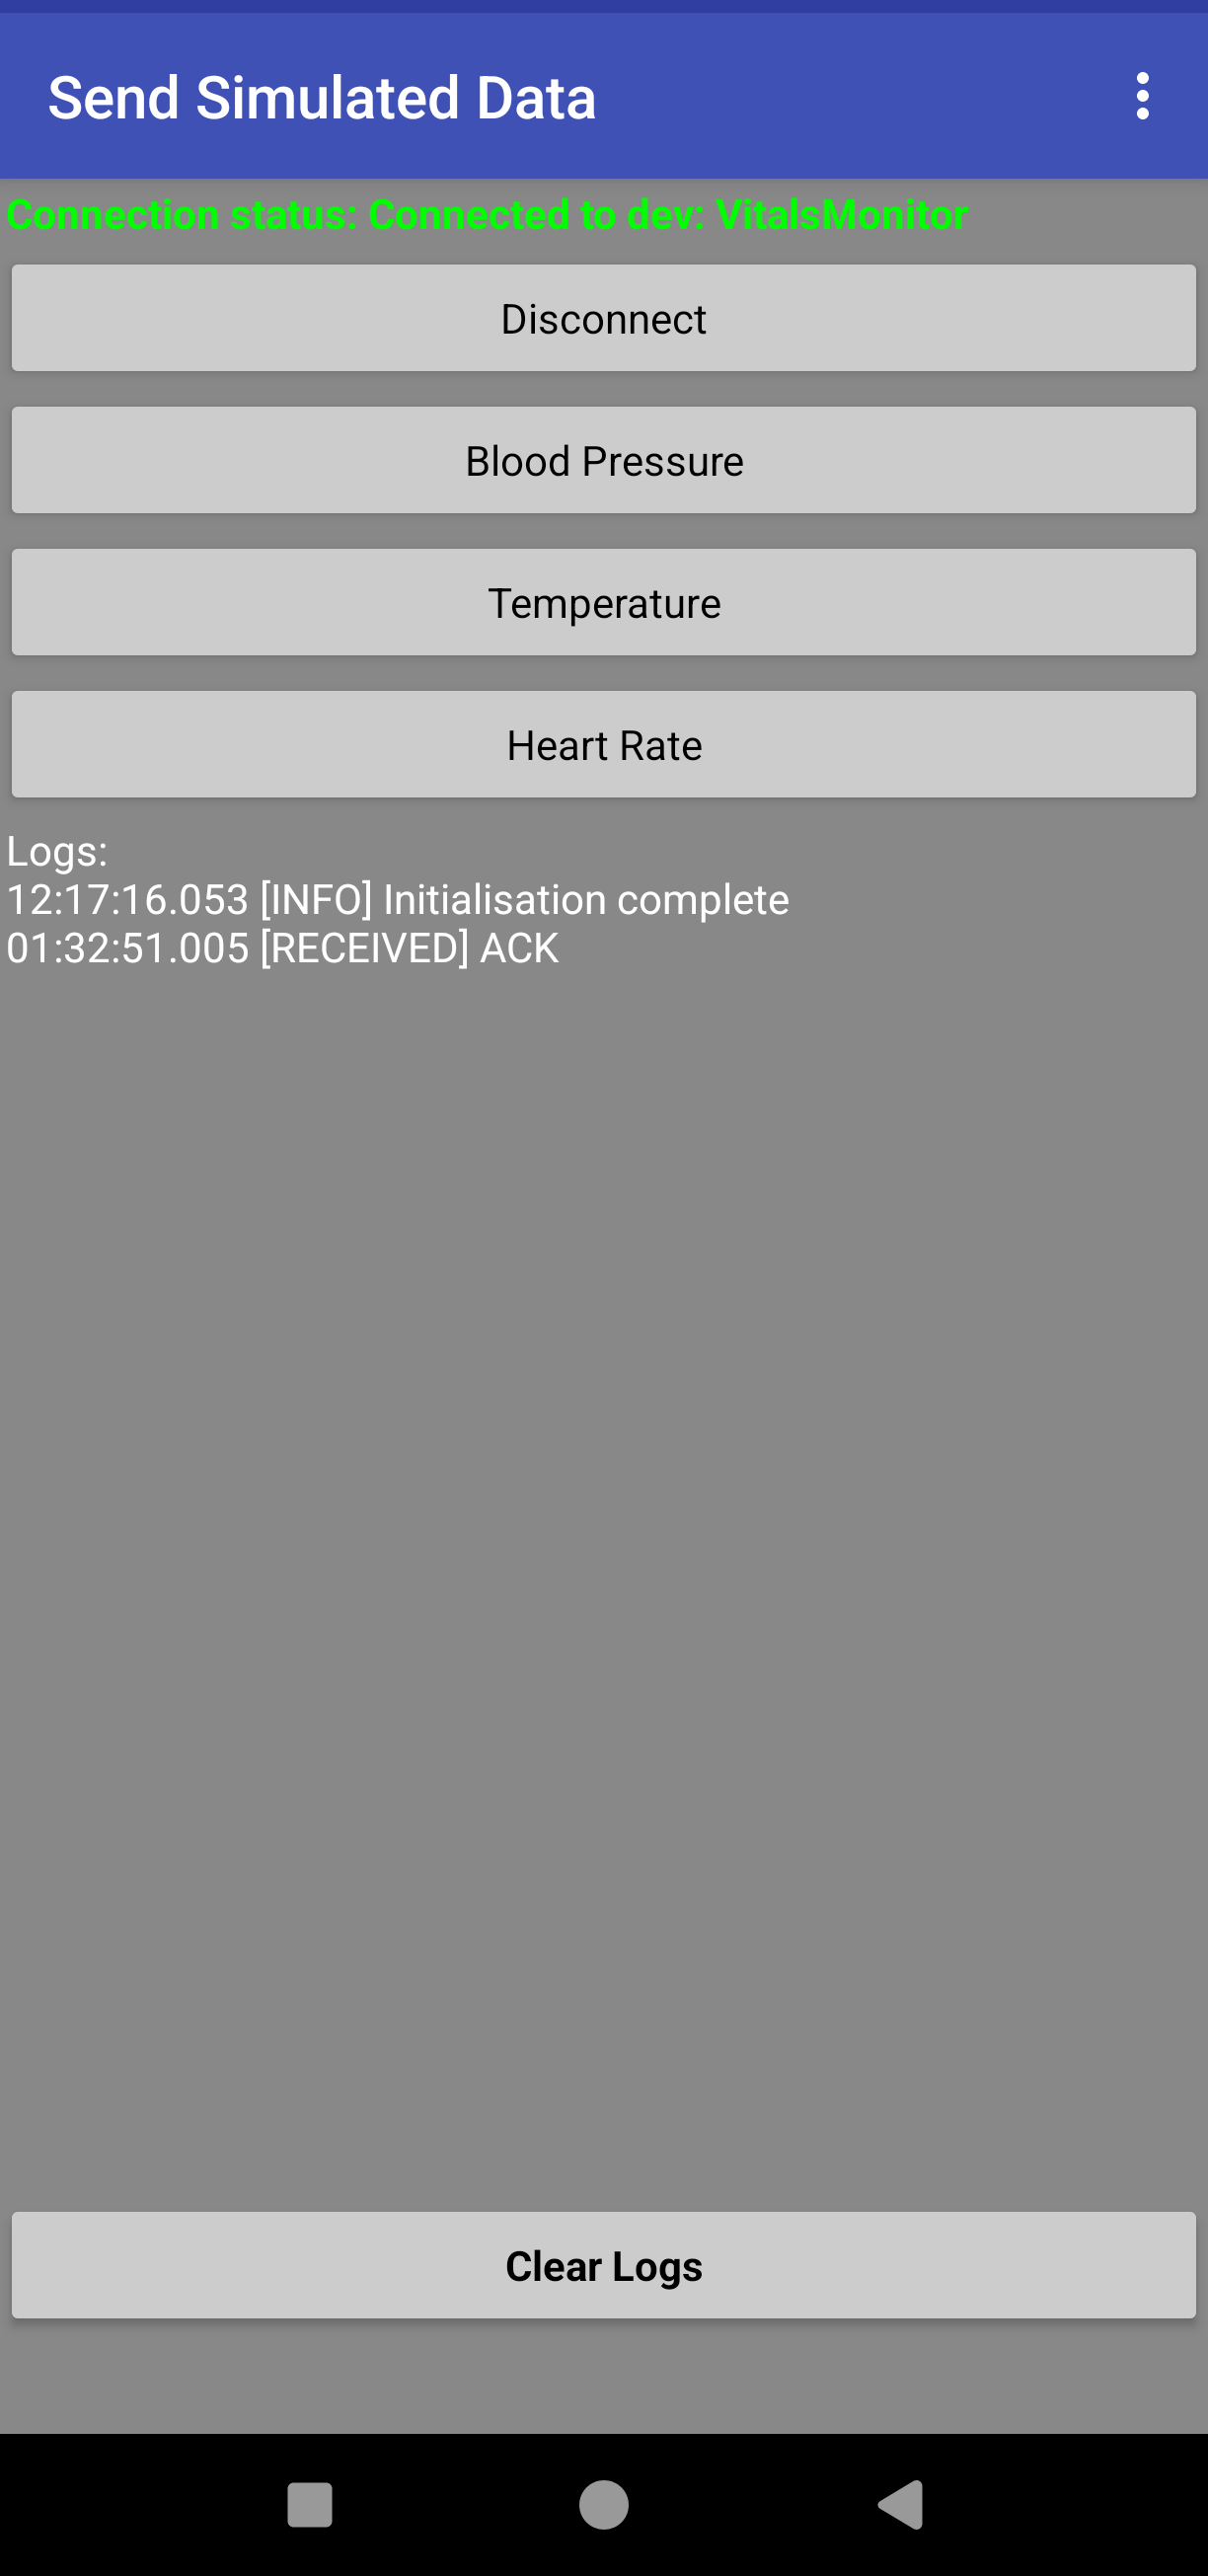 Send Simulated Data
Connection status: Connected to dev: VitalsMonitor
Disconnect
Blood Pressure
Temperature
Heart Rate
Logs:
12:17:16.053 [INFO] Initialisation complete
01:32:51.005 [RECEIVED] ACK
Clear Logs